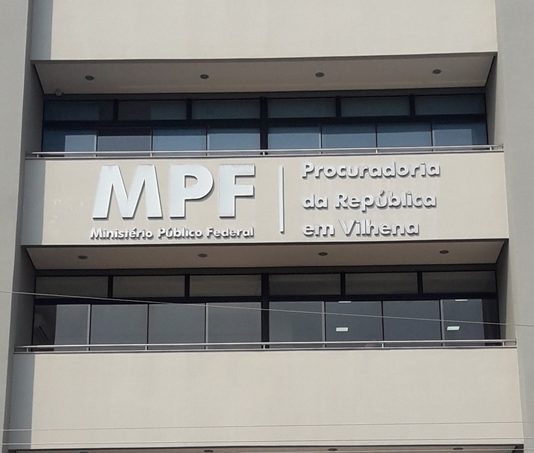 MPF
Ministério Público Federal
Procuradoria
da República
em Vilhena